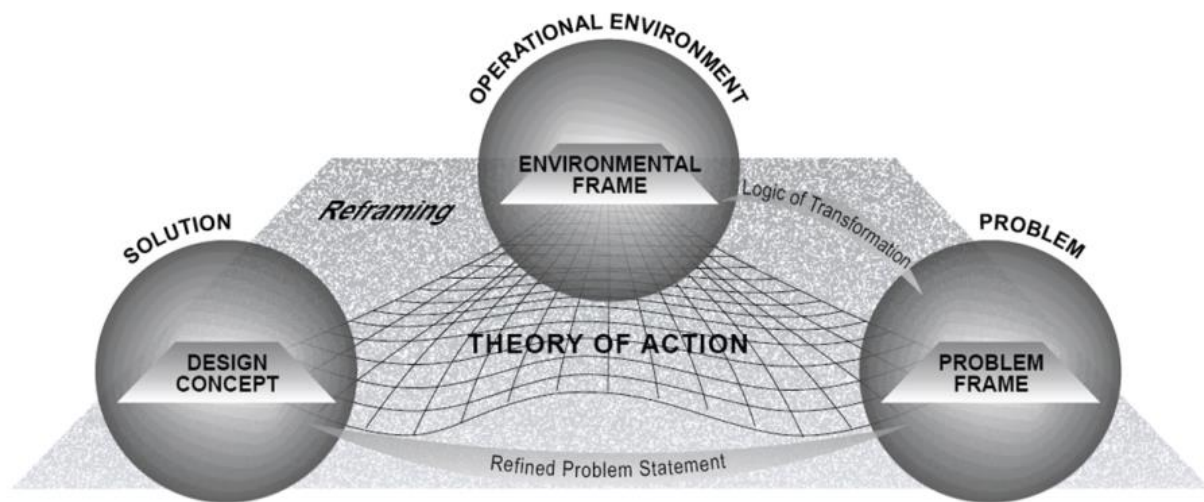 OPERATIONAL ENVIRONMENT
ENVIRONMENTAL
FRAME
Logic of Transformation
Reframing
SOLUTION
PROBLEM
THEORY OF ACTION
DESIGN
CONCEPT
PROBLEM
FRAME
Refined Problem Statement